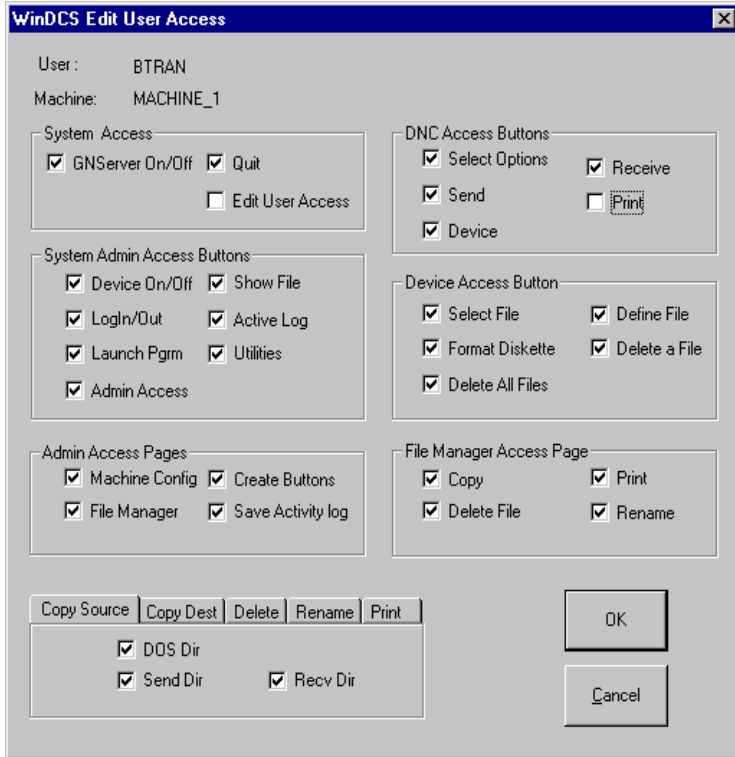 WinDCS Edit User Access
User : BTRAN
Machine: MACHINE_1
System Access
GNServer On/Off Quit
Edit User Access
DNC Access Buttons
Select Options Receive
Send Print
Device
System Admin Access Buttons
Device On/Off Show File
LogIn/Out Active Log
Launch Pgrm Utilities
Admin Access
Device Access Button
Select File Define File
Format Diskette Delete a File
Delete All Files
Admin Access Pages
Machine Config Create Buttons
File Manager Save Activity log
File Manager Access Page
Copy Print
Delete File Rename
Copy Source Copy Dest Delete Rename Print
DOS Dir
Send Dir Recv Dir
OK
Cancel